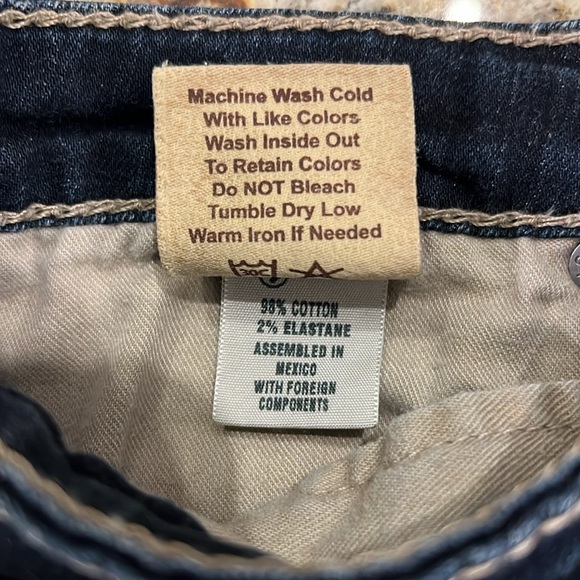 Machine Wash Cold
With Like Colors
Wash Inside Out
To Retain Colors
Do NOT Bleach
Tumble Dry Low
Warm Iron If Needed
30C
98% COTTON
2% ELASTANE
ASSEMBLED IN
MEXICO
WITH FOREIGN
COMPONENTS